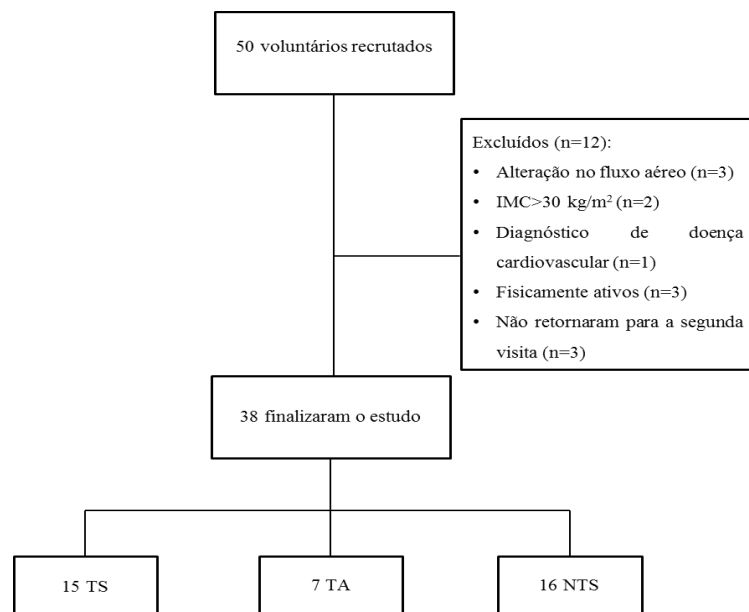 50 voluntários recrutados
Excluídos (n=12):
• Alteração no fluxo aéreo (n=3)
• IMC>30 kg/m² (n=2)
• Diagnóstico de doença
cardiovascular (n=1)
• Fisicamente ativos (n=3)
• Não retornaram para a segunda
visita (n=3)
38 finalizaram o estudo
15 TS
7 TA
16 NTS